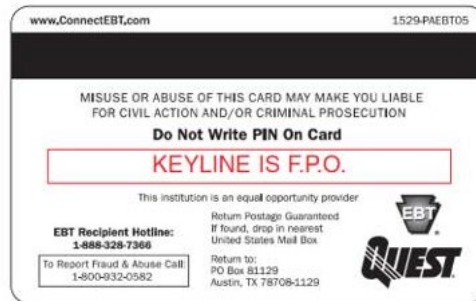 www.ConnectEBT.com 1529-PAEBT05
MISUSE OR ABUSE OF THIS CARD MAY MAKE YOU LIABLE
FOR CIVIL ACTION AND/OR CRIMINAL PROSECUTION
Do Not Write PIN On Card
KEYLINE IS F.P.O.
This institution is an equal opportunity provider
EBT Recipient Hotline:
1-888-328-7366
To Report Fraud & Abuse Call:
1-800-932-0582
Return Postage Guaranteed
If found, drop in nearest
United States Mail Box
Return to:
PO Box 81129
Austin, TX 78708-1129
EBT
QUEST